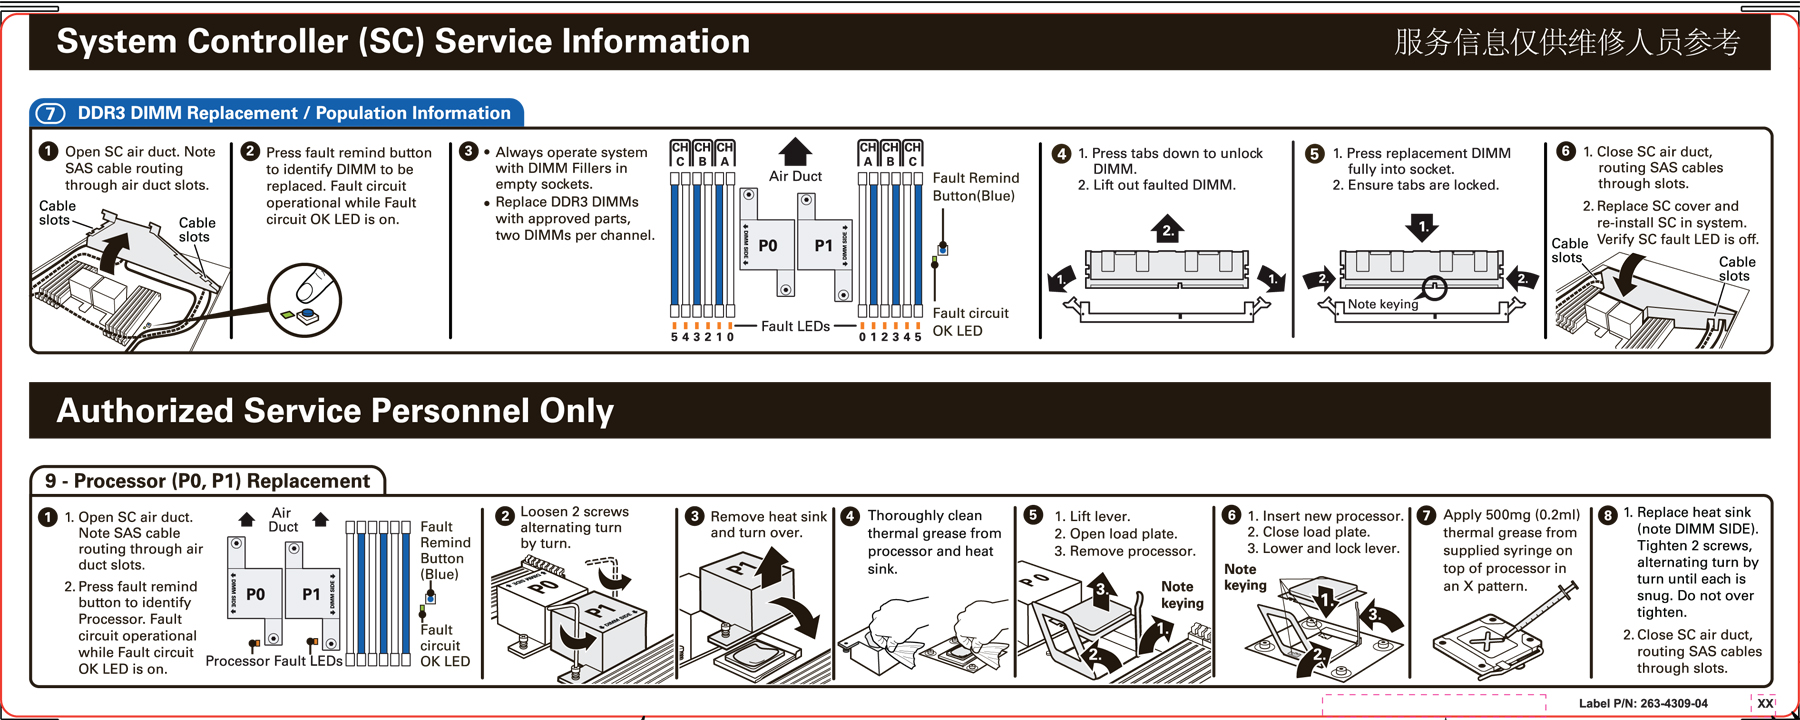 System Controller (SC) Service Information
服务信息仅供维修人员参考
7 DDR3 DIMM Replacement / Population Information
1 Open SC air duct. Note
SAS cable routing
through air duct slots.
Cable
slots
Cable
slots
2 Press fault remind button
to identify DIMM to be
replaced. Fault circuit
operational while Fault
circuit OK LED is on.
3 • Always operate system
with DIMM Fillers in
empty sockets.
• Replace DDR3 DIMMs
with approved parts,
two DIMMs per channel.
CH C CH B CH A
Air Duct
CH A CH B CH C
Fault Remind
Button(Blue)
DIMM SIDE
P0
P1
DIMM SIDE
Fault circuit
OK LED
Fault LEDs
5 4 3 2 1 0
0 1 2 3 4 5
4 1. Press tabs down to unlock
DIMM.
2. Lift out faulted DIMM.
2.
1.
1.
5 1. Press replacement DIMM
fully into socket.
2. Ensure tabs are locked.
1.
2.
2.
Note keying
6 1. Close SC air duct,
routing SAS cables
through slots.
2. Replace SC cover and
re-install SC in system.
Verify SC fault LED is off.
Cable
slots
Cable
slots
Authorized Service Personnel Only
9 - Processor (P0, P1) Replacement
1 1. Open SC air duct.
Note SAS cable
routing through air
duct slots.
2. Press fault remind
button to identify
Processor. Fault
circuit operational
while Fault circuit
OK LED is on.
Air
Duct
DIMM SIDE
P0
P1
DIMM SIDE
Processor Fault LEDs
Fault
Remind
Button
(Blue)
Fault
circuit
OK LED
2 Loosen 2 screws
alternating turn
by turn.
DIMM SIDE
P0
P1
DIMM SIDE
3 Remove heat sink
and turn over.
P1
4 Thoroughly clean
thermal grease from
processor and heat
sink.
5 1. Lift lever.
2. Open load plate.
3. Remove processor.
P0
3.
Note
keying
1.
2.
6 1. Insert new processor.
2. Close load plate.
3. Lower and lock lever.
Note
keying
1.
3.
2.
7 Apply 500mg (0.2ml)
thermal grease from
supplied syringe on
top of processor in
an X pattern.
8 1. Replace heat sink
(note DIMM SIDE).
Tighten 2 screws,
alternating turn by
turn until each is
snug. Do not over
tighten.
2. Close SC air duct,
routing SAS cables
through slots.
Label P/N: 263-4309-04
XX